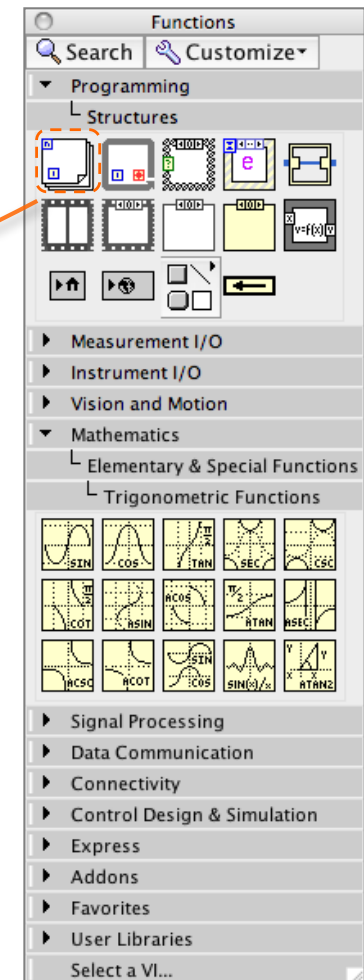 Functions
Search Customize
Programming
Structures
e
v=f(x)
Measurement I/O
Instrument I/O
Vision and Motion
Mathematics
Elementary & Special Functions
Trigonometric Functions
SIN COS TAN SEC CSC
COT ASIN ACOS ATAN ASEC
ACSC ACOT SIN COS SIN(X)/X ATAN2
Signal Processing
Data Communication
Connectivity
Control Design & Simulation
Express
Addons
Favorites
User Libraries
Select a VI...